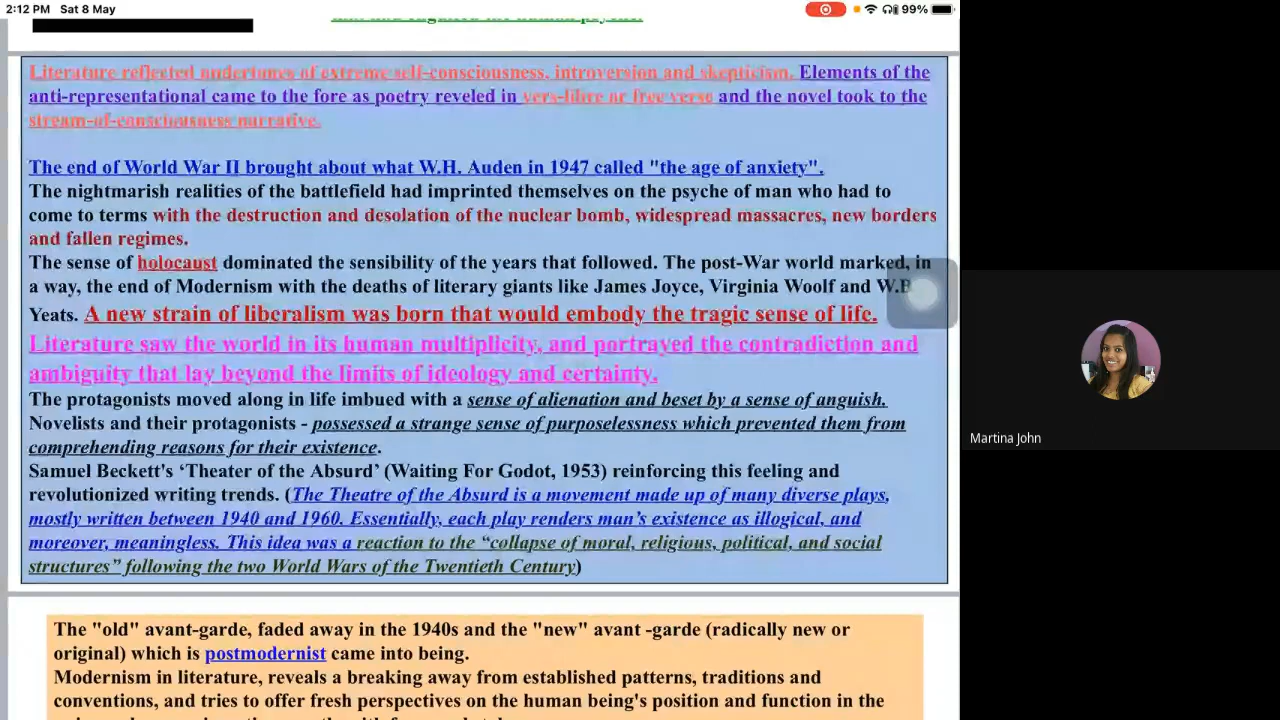 2:12 PM Sat 8 May
99%
Literature reflected undertones of extreme self-consciousness, introversion and skepticism. Elements of the
anti-representational came to the fore as poetry reveled in vers-libre or free verse and the novel took to the
stream-of-consciousness narrative.
The end of World War II brought about what W.H. Auden in 1947 called "the age of anxiety".
The nightmarish realities of the battlefield had imprinted themselves on the psyche of man who had to
come to terms with the destruction and desolation of the nuclear bomb, widespread massacres, new borders
and fallen regimes.
The sense of holocaust dominated the sensibility of the years that followed. The post-War world marked, in
a way, the end of Modernism with the deaths of literary giants like James Joyce, Virginia Woolf and W.B
Yeats. A new strain of liberalism was born that would embody the tragic sense of life.
Literature saw the world in its human multiplicity, and portrayed the contradiction and
ambiguity that lay beyond the limits of ideology and certainty.
The protagonists moved along in life imbued with a sense of alienation and beset by a sense of anguish.
Novelists and their protagonists - possessed a strange sense of purposelessness which prevented them from
comprehending reasons for their existence.
Samuel Beckett's ‘Theater of the Absurd’ (Waiting For Godot, 1953) reinforcing this feeling and
revolutionized writing trends. (The Theatre of the Absurd is a movement made up of many diverse plays,
mostly written between 1940 and 1960. Essentially, each play renders man’s existence as illogical, and
moreover, meaningless. This idea was a reaction to the “collapse of moral, religious, political, and social
structures” following the two World Wars of the Twentieth Century)
The "old" avant-garde, faded away in the 1940s and the "new" avant -garde (radically new or
original) which is postmodernist came into being.
Modernism in literature, reveals a breaking away from established patterns, traditions and
conventions, and tries to offer fresh perspectives on the human being's position and function in the
Martina John